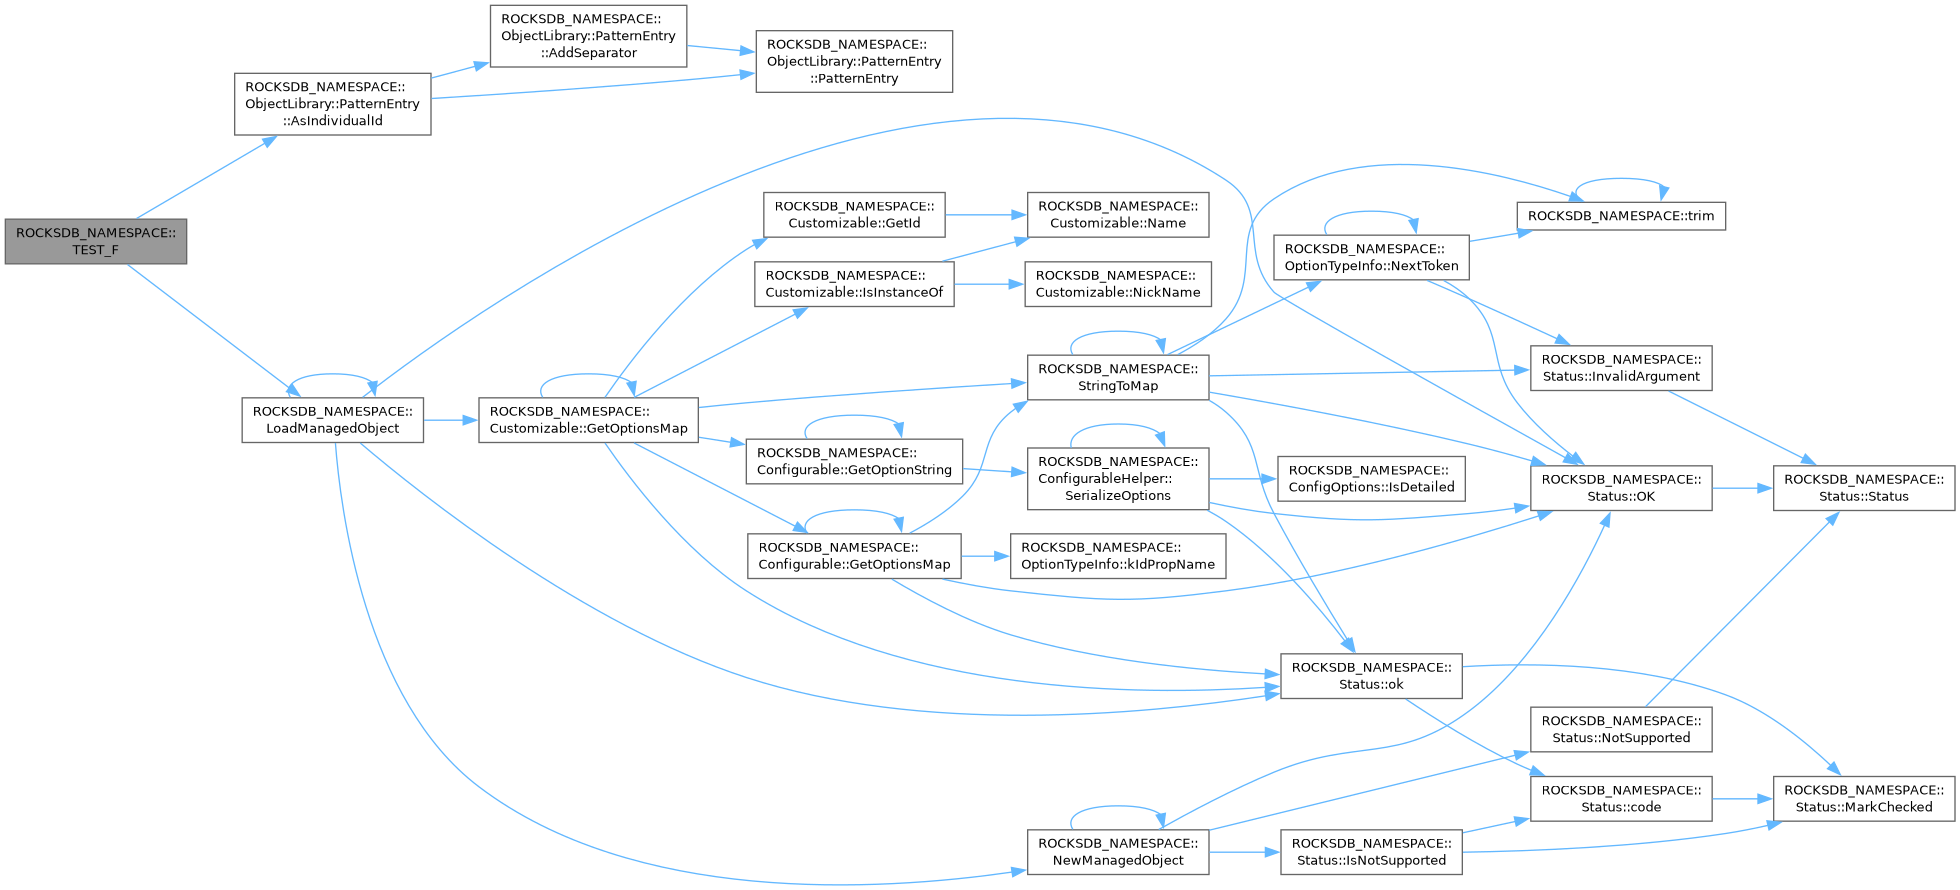 ROCKSDB_NAMESPACE::
TEST_F
ROCKSDB_NAMESPACE::
ObjectLibrary::PatternEntry
::AsIndividualId
ROCKSDB_NAMESPACE::
ObjectLibrary::PatternEntry
::AddSeparator
ROCKSDB_NAMESPACE::
ObjectLibrary::PatternEntry
::PatternEntry
ROCKSDB_NAMESPACE::
LoadManagedObject
ROCKSDB_NAMESPACE::
Customizable::GetOptionsMap
ROCKSDB_NAMESPACE::
Customizable::GetId
ROCKSDB_NAMESPACE::
Customizable::Name
ROCKSDB_NAMESPACE::
Customizable::IsInstanceOf
ROCKSDB_NAMESPACE::
Customizable::NickName
ROCKSDB_NAMESPACE::
StringToMap
ROCKSDB_NAMESPACE::
Configurable::GetOptionString
ROCKSDB_NAMESPACE::
ConfigurableHelper::
SerializeOptions
ROCKSDB_NAMESPACE::
Configurable::GetOptionsMap
ROCKSDB_NAMESPACE::
OptionTypeInfo::kIdPropName
ROCKSDB_NAMESPACE::trim
ROCKSDB_NAMESPACE::
OptionTypeInfo::NextToken
ROCKSDB_NAMESPACE::
Status::InvalidArgument
ROCKSDB_NAMESPACE::
ConfigOptions::IsDetailed
ROCKSDB_NAMESPACE::
Status::OK
ROCKSDB_NAMESPACE::
Status::Status
ROCKSDB_NAMESPACE::
Status::ok
ROCKSDB_NAMESPACE::
Status::NotSupported
ROCKSDB_NAMESPACE::
Status::code
ROCKSDB_NAMESPACE::
Status::MarkChecked
ROCKSDB_NAMESPACE::
NewManagedObject
ROCKSDB_NAMESPACE::
Status::IsNotSupported